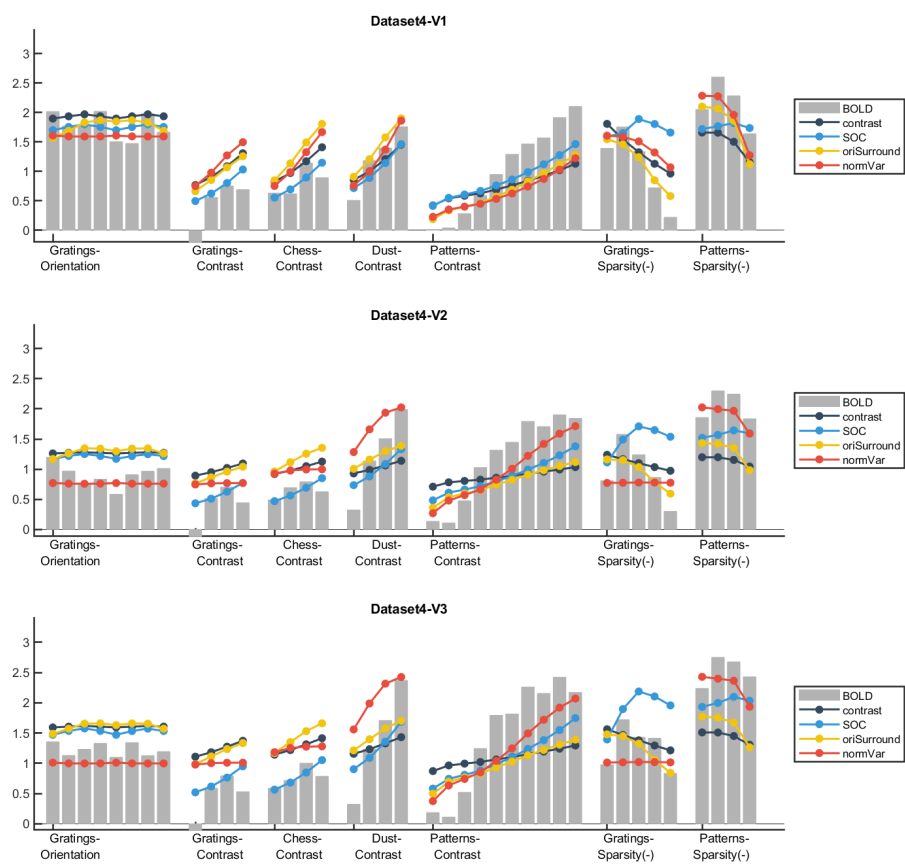 Dataset4-V1
3
2.5
2
1.5
1
0.5
0
Gratings-
Orientation
Gratings-
Contrast
Chess-
Contrast
Dust-
Contrast
Patterns-
Contrast
Gratings-
Sparsity(-)
Patterns-
Sparsity(-)
BOLD
contrast
SOC
oriSurround
normVar
Dataset4-V2
3
2.5
2
1.5
1
0.5
0
Gratings-
Orientation
Gratings-
Contrast
Chess-
Contrast
Dust-
Contrast
Patterns-
Contrast
Gratings-
Sparsity(-)
Patterns-
Sparsity(-)
BOLD
contrast
SOC
oriSurround
normVar
Dataset4-V3
3
2.5
2
1.5
1
0.5
0
Gratings-
Orientation
Gratings-
Contrast
Chess-
Contrast
Dust-
Contrast
Patterns-
Contrast
Gratings-
Sparsity(-)
Patterns-
Sparsity(-)
BOLD
contrast
SOC
oriSurround
normVar